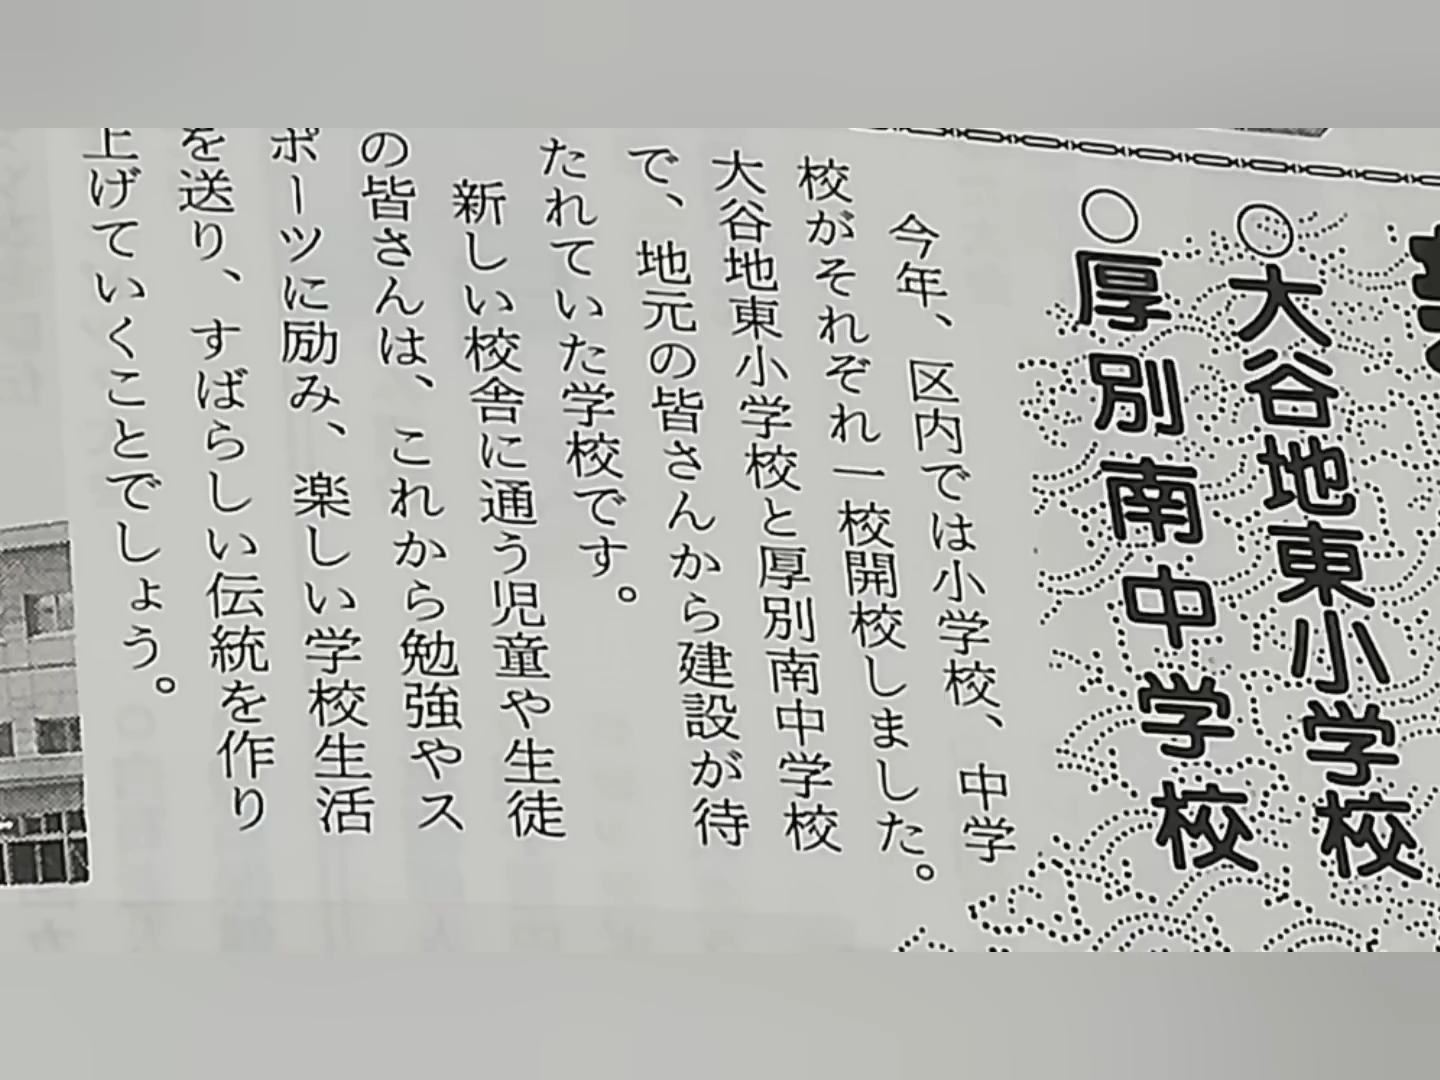 ○大谷地東小学校
○厚別南中学校
今年、区内では小学校、中学
校がそれぞれ一校開校しました。
大谷地東小学校と厚別南中学校
で、地元の皆さんから建設が待
たれていた学校です。
新しい校舎に通う児童や生徒
の皆さんは、これから勉強やス
ポーツに励み、楽しい学校生活
を送り、すばらしい伝統を作り
上げていくことでしょう。